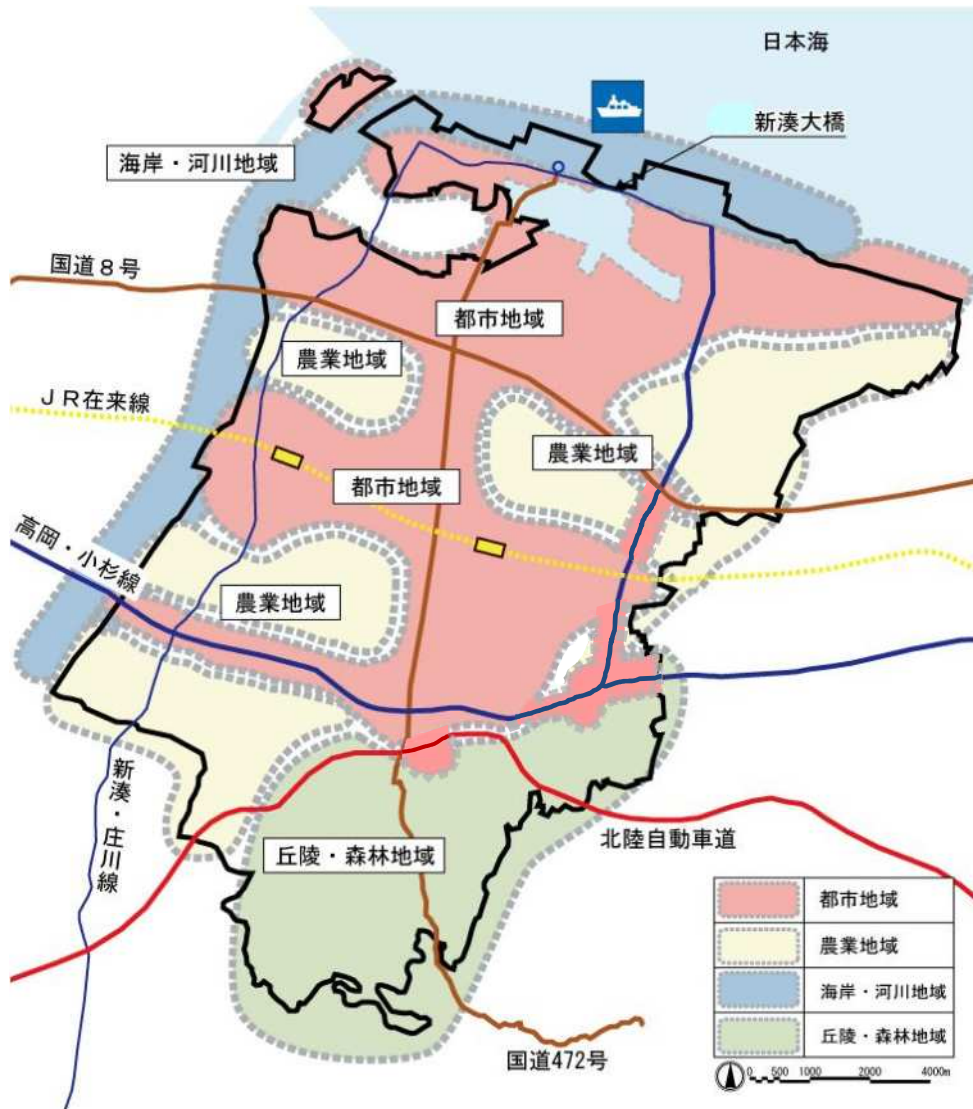 日本海
新湊大橋
海岸・河川地域
国道8号
都市地域
農業地域
JR在来線
農業地域
都市地域
高岡・小杉線
農業地域
新湊・庄川線
北陸自動車道
丘陵・森林地域
国道472号
都市地域
農業地域
海岸・河川地域
丘陵・森林地域
0 500 1000 2000 4000m